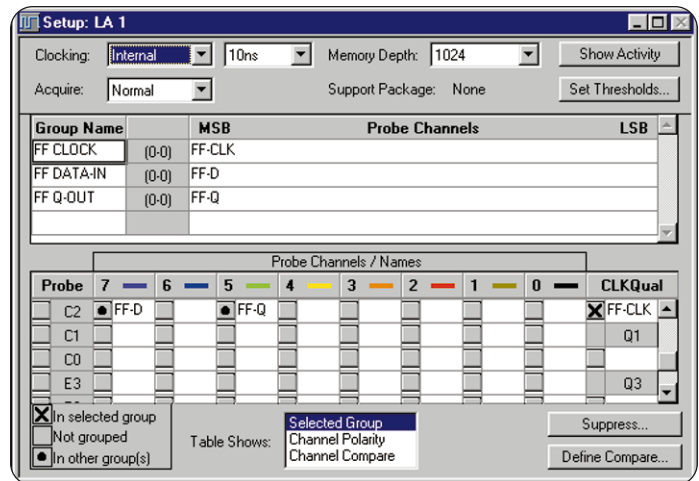 Setup: LA 1
Clocking: Internal 10ns Memory Depth: 1024 Show Activity
Acquire: Normal Support Package: None Set Thresholds...
Group Name MSB Probe Channels LSB
FF CLOCK (0-0) FF-CLK
FF DATA-IN (0-0) FF-D
FF Q-OUT (0-0) FF-Q
Probe Channels / Names
Probe 7 6 5 4 3 2 1 0 CLKQual
C2 FF-D FF-Q FF-CLK
C1 Q1
C0
E3 Q3
In selected group
Not grouped
In other group(s)
Table Shows:
Selected Group
Channel Polarity
Channel Compare
Suppress...
Define Compare...